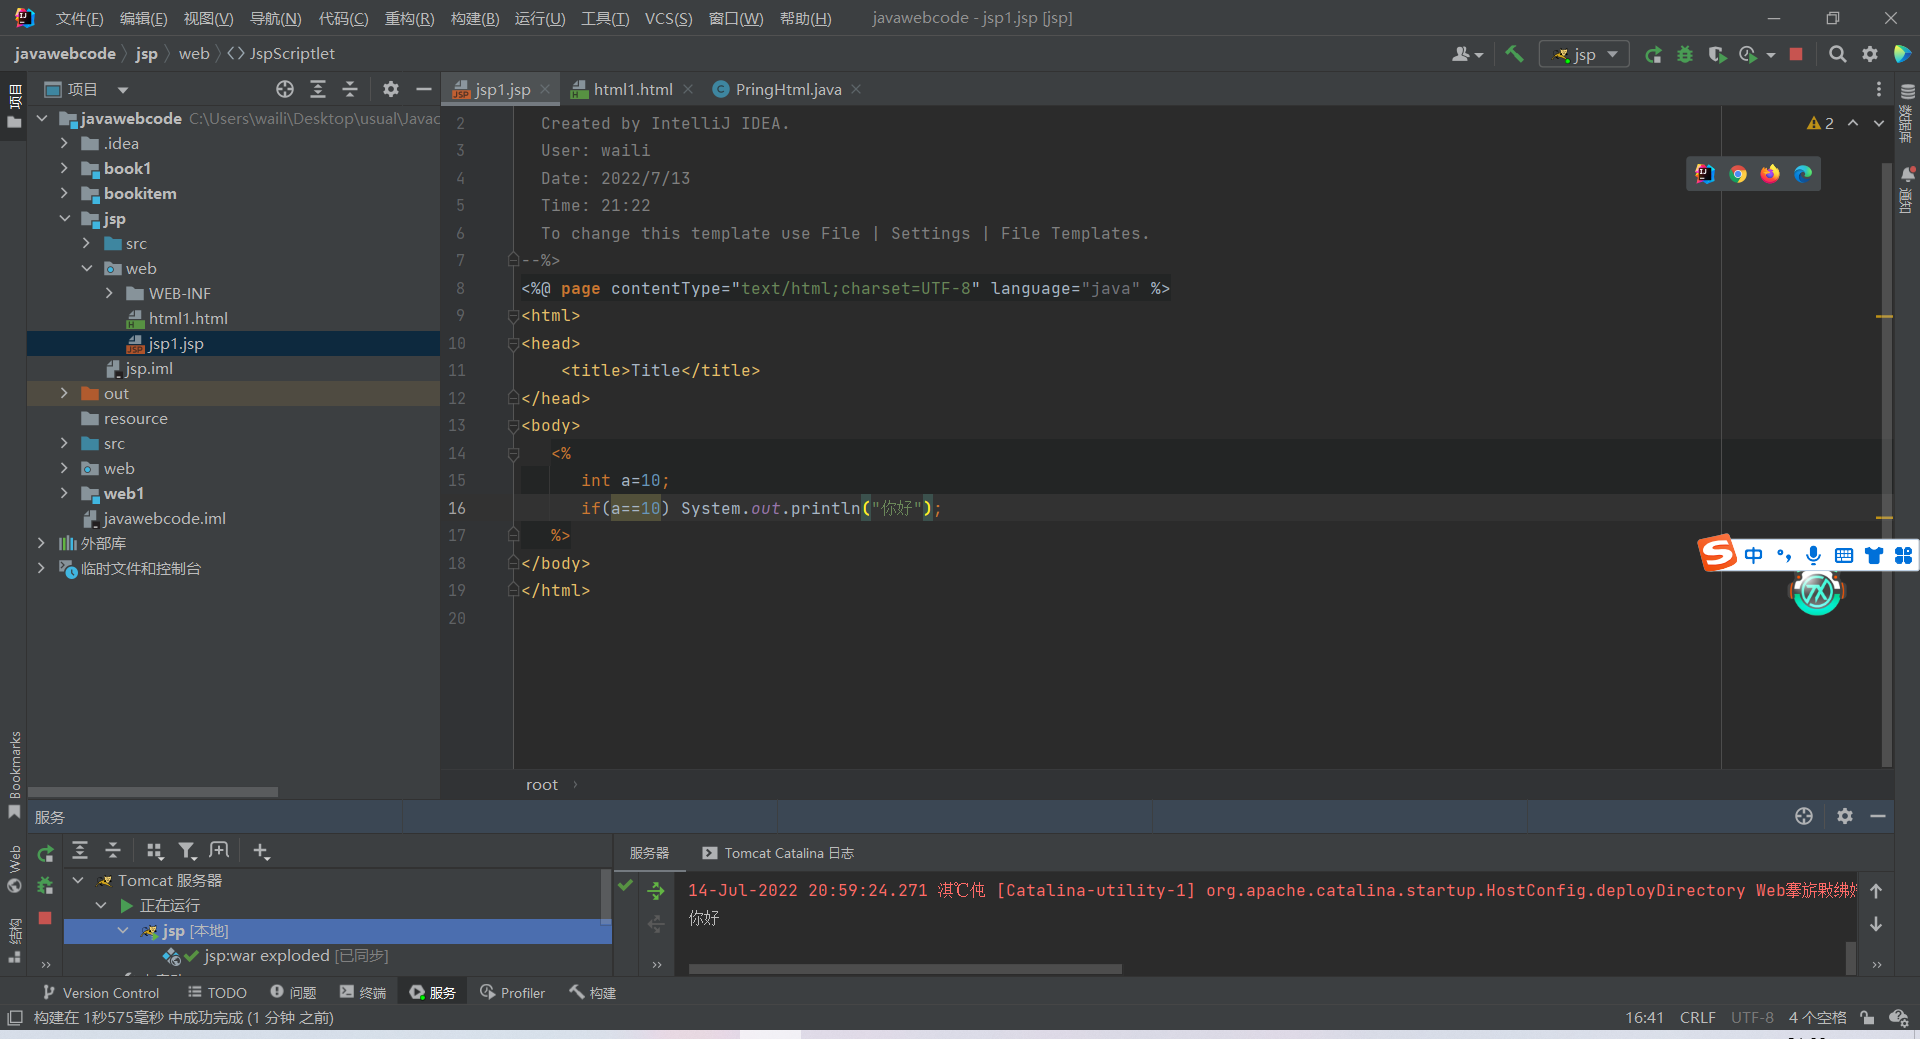 文件(F) 编辑(E) 视图(V) 导航(N) 代码(C) 重构(R) 构建(B) 运行(U) 工具(T) VCS(S) 窗口(W) 帮助(H) javawebcode - jsp1.jsp [jsp]
javawebcode jsp web JspScriptlet
jsp
项目
项目
jsp1.jsp html1.html PringHtml.java
javawebcode C:\Users\waili\Desktop\usual\Javac
.idea
book1
bookitem
jsp
src
web
WEB-INF
html1.html
jsp1.jsp
jsp.iml
out
resource
src
web
web1
javawebcode.iml
外部库
临时文件和控制台
2 Created by IntelliJ IDEA.
3 User: waili
4 Date: 2022/7/13
5 Time: 21:22
6 To change this template use File | Settings | File Templates.
7 --%>
8 <%@ page contentType="text/html;charset=UTF-8" language="java" %>
9 <html>
10 <head>
11 <title>Title</title>
12 </head>
13 <body>
14 <%
15 int a=10;
16 if(a==10) System.out.println("你好");
17 %>
18 </body>
19 </html>
20
2
数据库
通知
中
root
Bookmarks
Web
结构
服务
服务器 Tomcat Catalina 日志
Tomcat 服务器
正在运行
jsp [本地]
jsp:war exploded [已同步]
14-Jul-2022 20:59:24.271 [Catalina-utility-1] org.apache.catalina.startup.HostConfig.deployDirectory Web
你好
Version Control TODO 问题 终端 服务 Profiler 构建
构建在 1秒575毫秒 中成功完成 (1 分钟 之前)
16:41 CRLF UTF-8 4 个空格